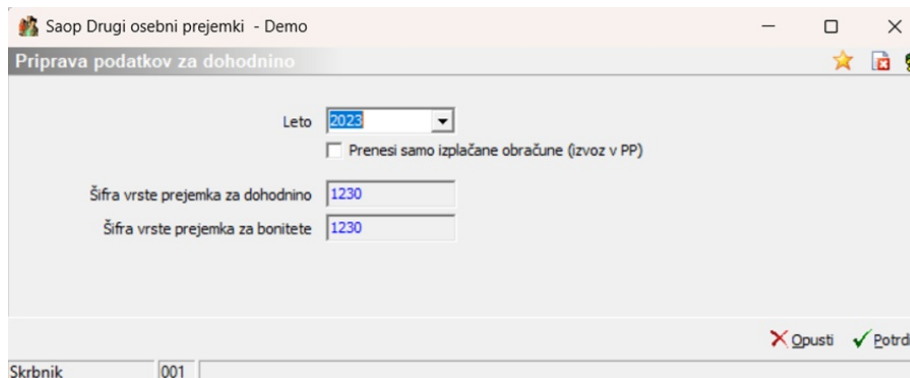 Saop Drugi osebni prejemki - Demo
Priprava podatkov za dohodnino
Leto 2023
Prenesi samo izplačane obračune (izvoz v PP)
Šifra vrste prejemka za dohodnino 1230
Šifra vrste prejemka za bonitete 1230
Opusti Potrdi
Skrbnik 001